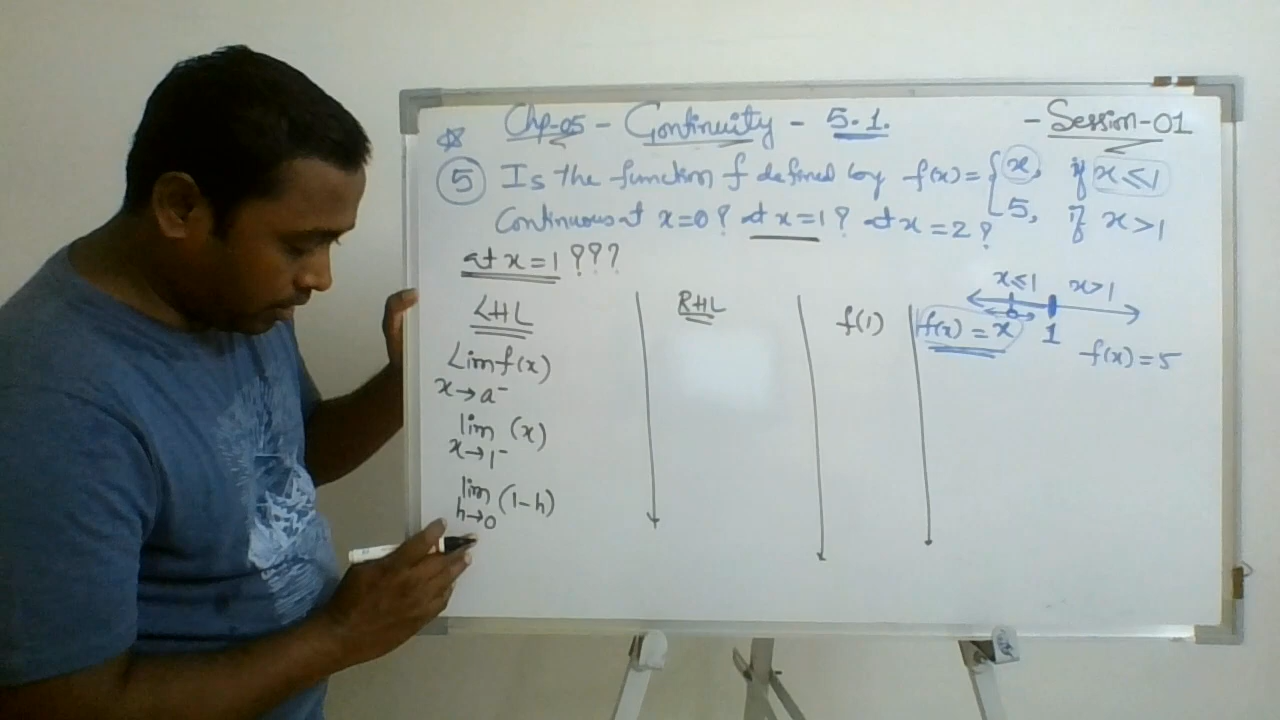 ☆ Chp-05 - Continuity - 5.1. - Session-01
5 Is the function f defined by f(x) = { x, if x ≤ 1
5, if x > 1
Continuous at x=0? at x=1? at x=2?
at x=1 ???
LHL
Lim f(x)
x→a⁻
lim (x)
x→1⁻
lim (1-h)
h→0
RHL
f(1)
x≤1 x>1
f(x) = x 1
f(x) = 5